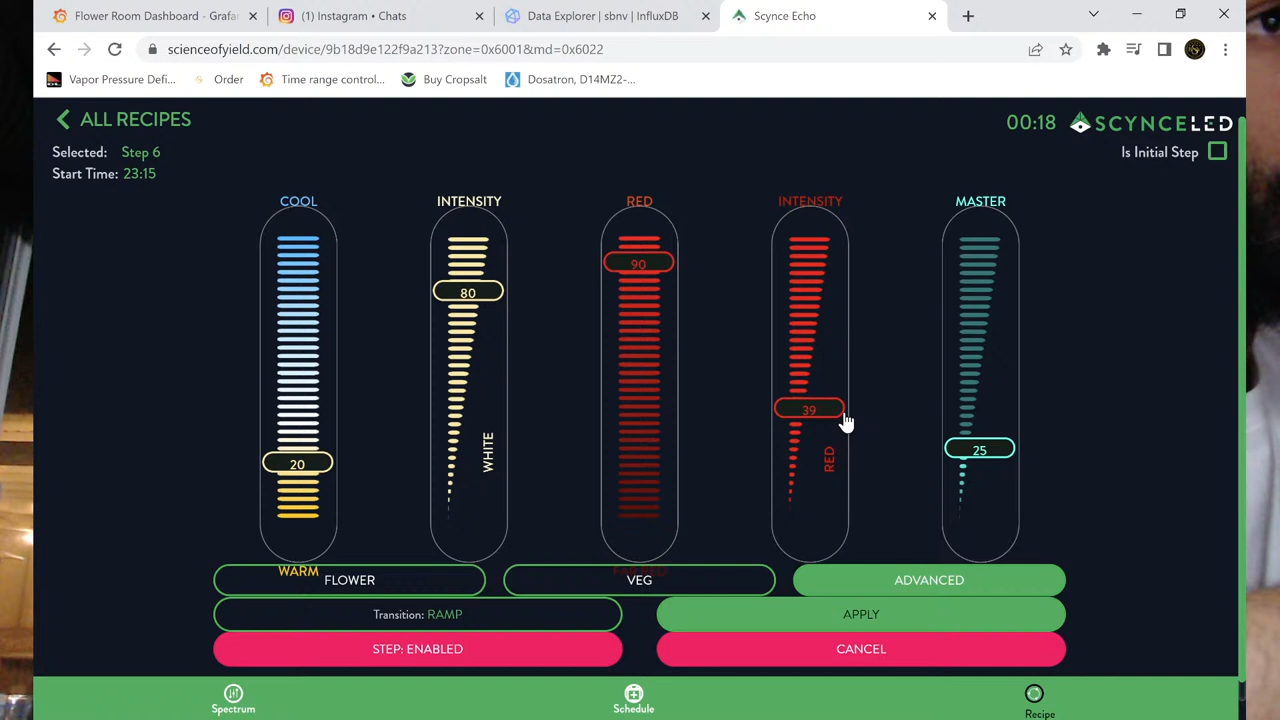 Flower Room Dashboard - Grafa
(1) Instagram • Chats
Data Explorer | sbnv | InfluxDB
Scynce Echo
scienceofyield.com/device/9b18d9e122f9a213?zone=0x6001&md=0x6022
Vapor Pressure Defi...
Order
Time range control...
Buy Cropsalt
Dosatron, D14MZ2-...
ALL RECIPES
00:18
SCYNCELED
Selected: Step 6
Is Initial Step
Start Time: 23:15
COOL
INTENSITY
RED
INTENSITY
MASTER
90
80
39
WHITE
RED
25
20
WARM
FAR RED
FLOWER
VEG
ADVANCED
Transition: RAMP
APPLY
STEP: ENABLED
CANCEL
Spectrum
Schedule
Recipe